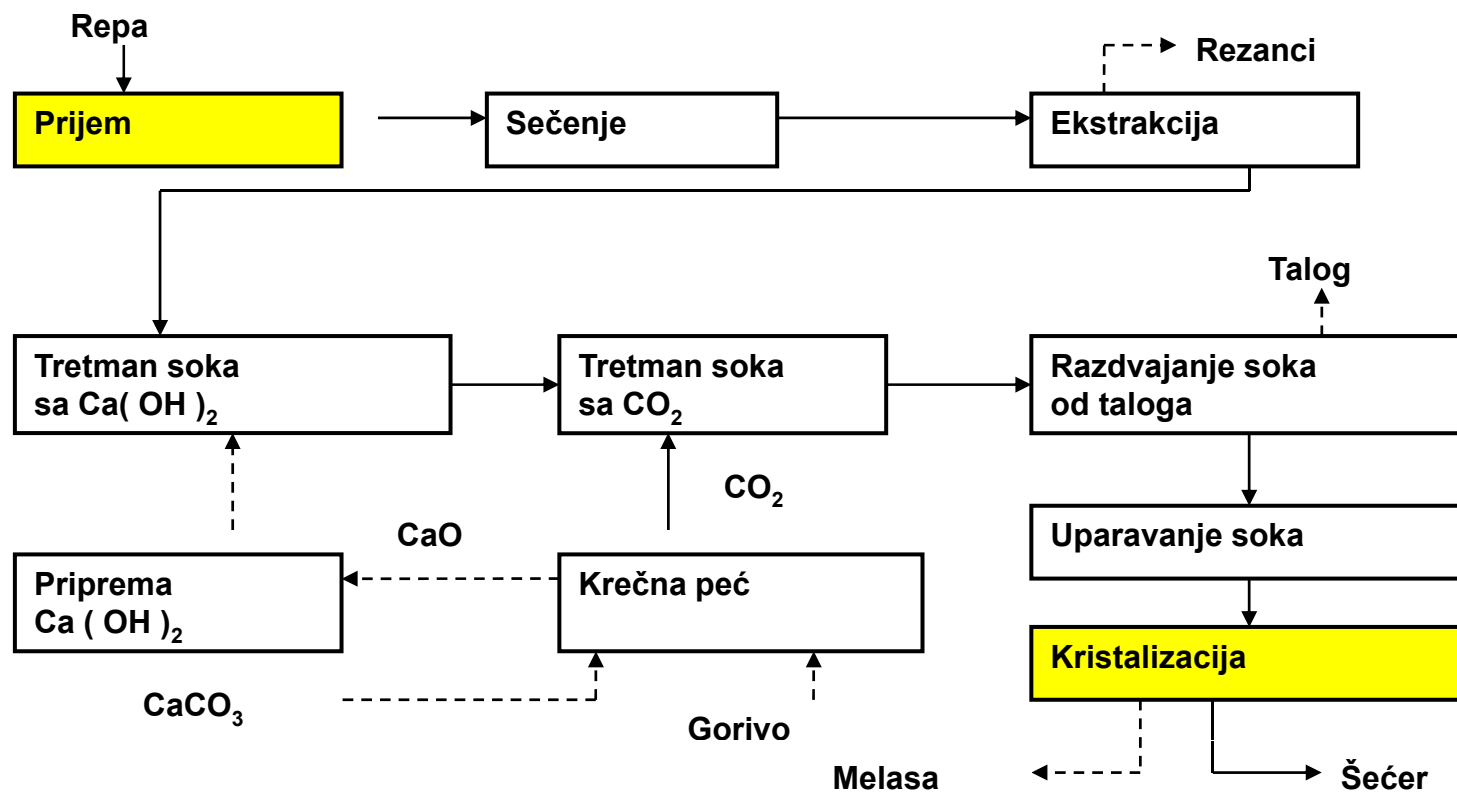 Repa
Rezanci
Prijem
Sečenje
Ekstrakcija
Talog
Tretman soka
sa Ca( OH )₂
Tretman soka
sa CO₂
Razdvajanje soka
od taloga
CO₂
CaO
Uparavanje soka
Priprema
Ca ( OH )₂
Krečna peć
Kristalizacija
CaCO₃
Gorivo
Melasa
Šećer